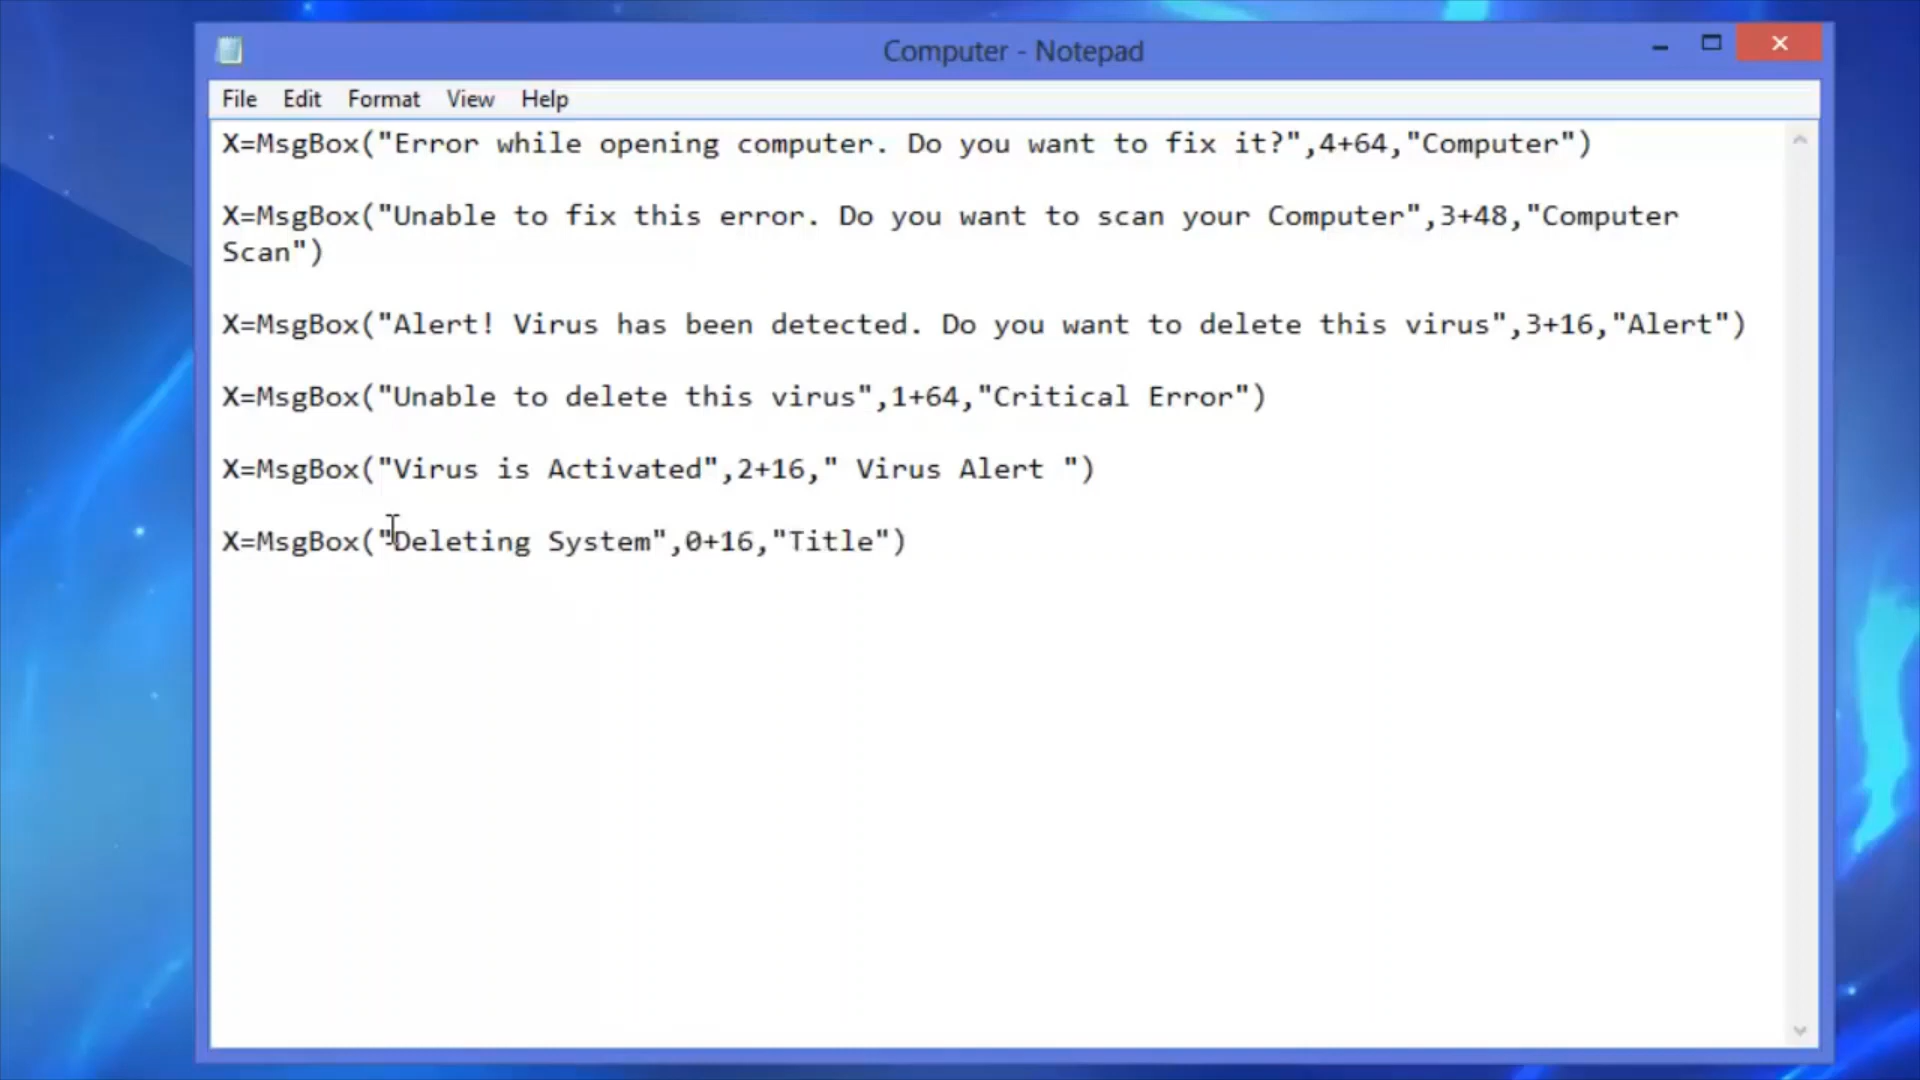 Computer - Notepad
File Edit Format View Help
X=MsgBox("Error while opening computer. Do you want to fix it?",4+64,"Computer")
X=MsgBox("Unable to fix this error. Do you want to scan your Computer",3+48,"Computer
Scan")
X=MsgBox("Alert! Virus has been detected. Do you want to delete this virus",3+16,"Alert")
X=MsgBox("Unable to delete this virus",1+64,"Critical Error")
X=MsgBox("Virus is Activated",2+16," Virus Alert ")
X=MsgBox("Deleting System",0+16,"Title")